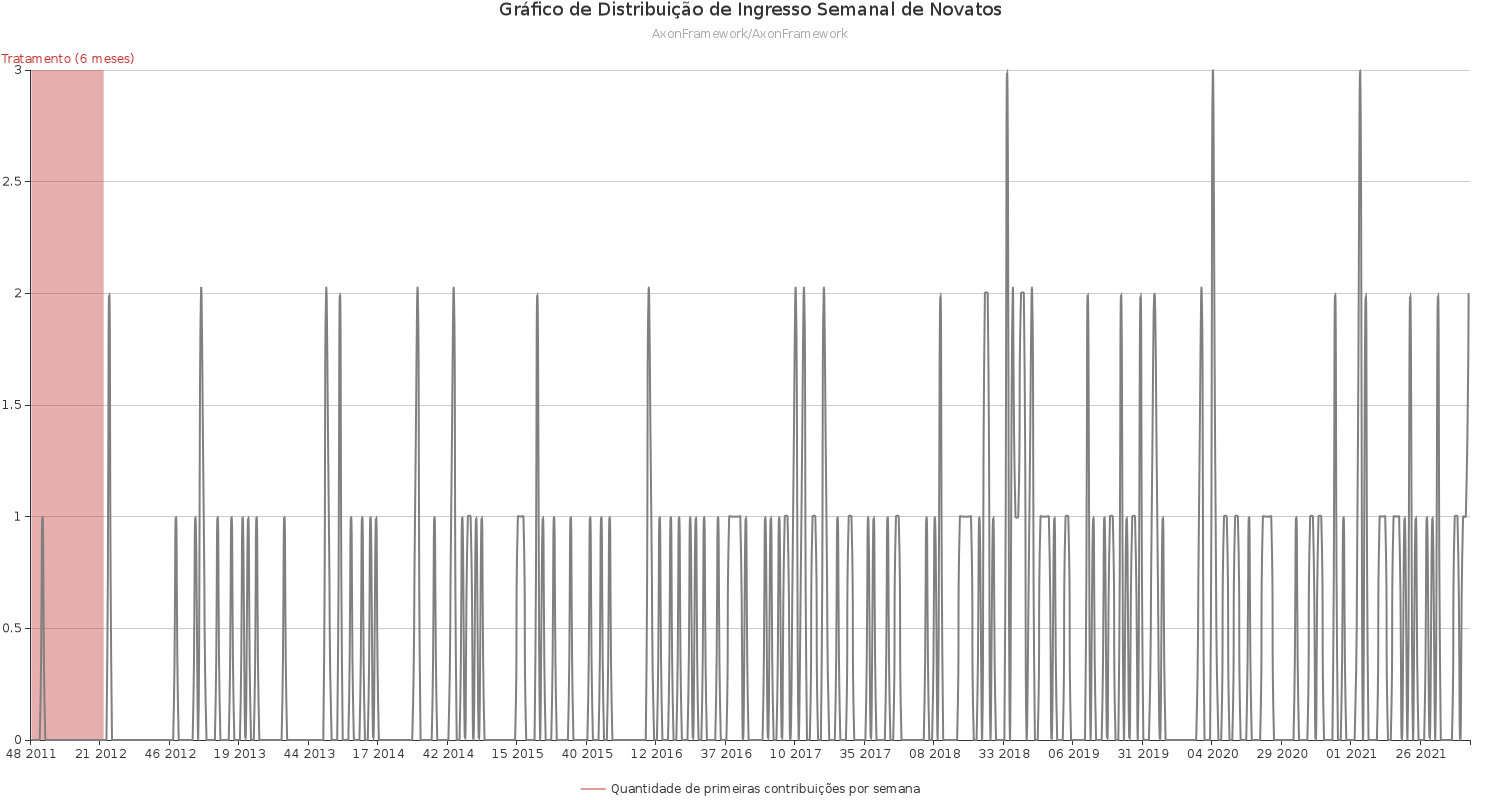 Gráfico de Distribuição de Ingresso Semanal de Novatos
AxonFramework/AxonFramework
Tratamento (6 meses)
3
2.5
2
1.5
1
0.5
0
48 2011 21 2012 46 2012 19 2013 44 2013 17 2014 42 2014 15 2015 40 2015 12 2016 37 2016 10 2017 35 2017 08 2018 33 2018 06 2019 31 2019 04 2020 29 2020 01 2021 26 2021
Quantidade de primeiras contribuições por semana